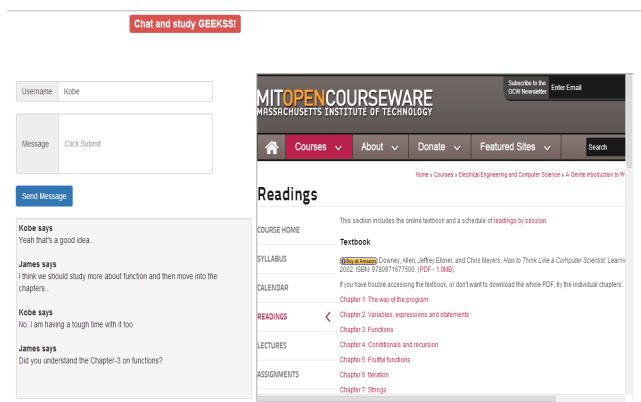 Chat and study GEEKSS!
Username
Kobe
Message
Click Submit
Send Message
Kobe says
Yeah that's a good idea...
James says
I think we should study more about function and then move into the
chapters...
Kobe says
No..I am having a tough time with it too
James says
Did you understand the Chapter-3 on functions?
MITOPENCOURSEWARE
MASSACHUSETTS INSTITUTE OF TECHNOLOGY
Subscribe to the
OCW Newsletter
Enter Email
Courses
About
Donate
Featured Sites
Search
Home » Courses » Electrical Engineering and Computer Science » A Gentle Introduction to Pr
Readings
COURSE HOME
SYLLABUS
CALENDAR
READINGS
LECTURES
ASSIGNMENTS
This section includes the online textbook and a schedule of readings by session.
Textbook
Buy at Amazon Downey, Allen, Jeffrey Elkner, and Chris Meyers. How to Think Like a Computer Scientist: Learnin
2002. ISBN: 9780971677500. (PDF - 1.0MB)
If you have trouble accessing the textbook, or don't want to download the whole PDF, try the individual chapters:
Chapter 1: The way of the program
Chapter 2: Variables, expressions and statements
Chapter 3: Functions
Chapter 4: Conditionals and recursion
Chapter 5: Fruitful functions
Chapter 6: Iteration
Chapter 7: Strings